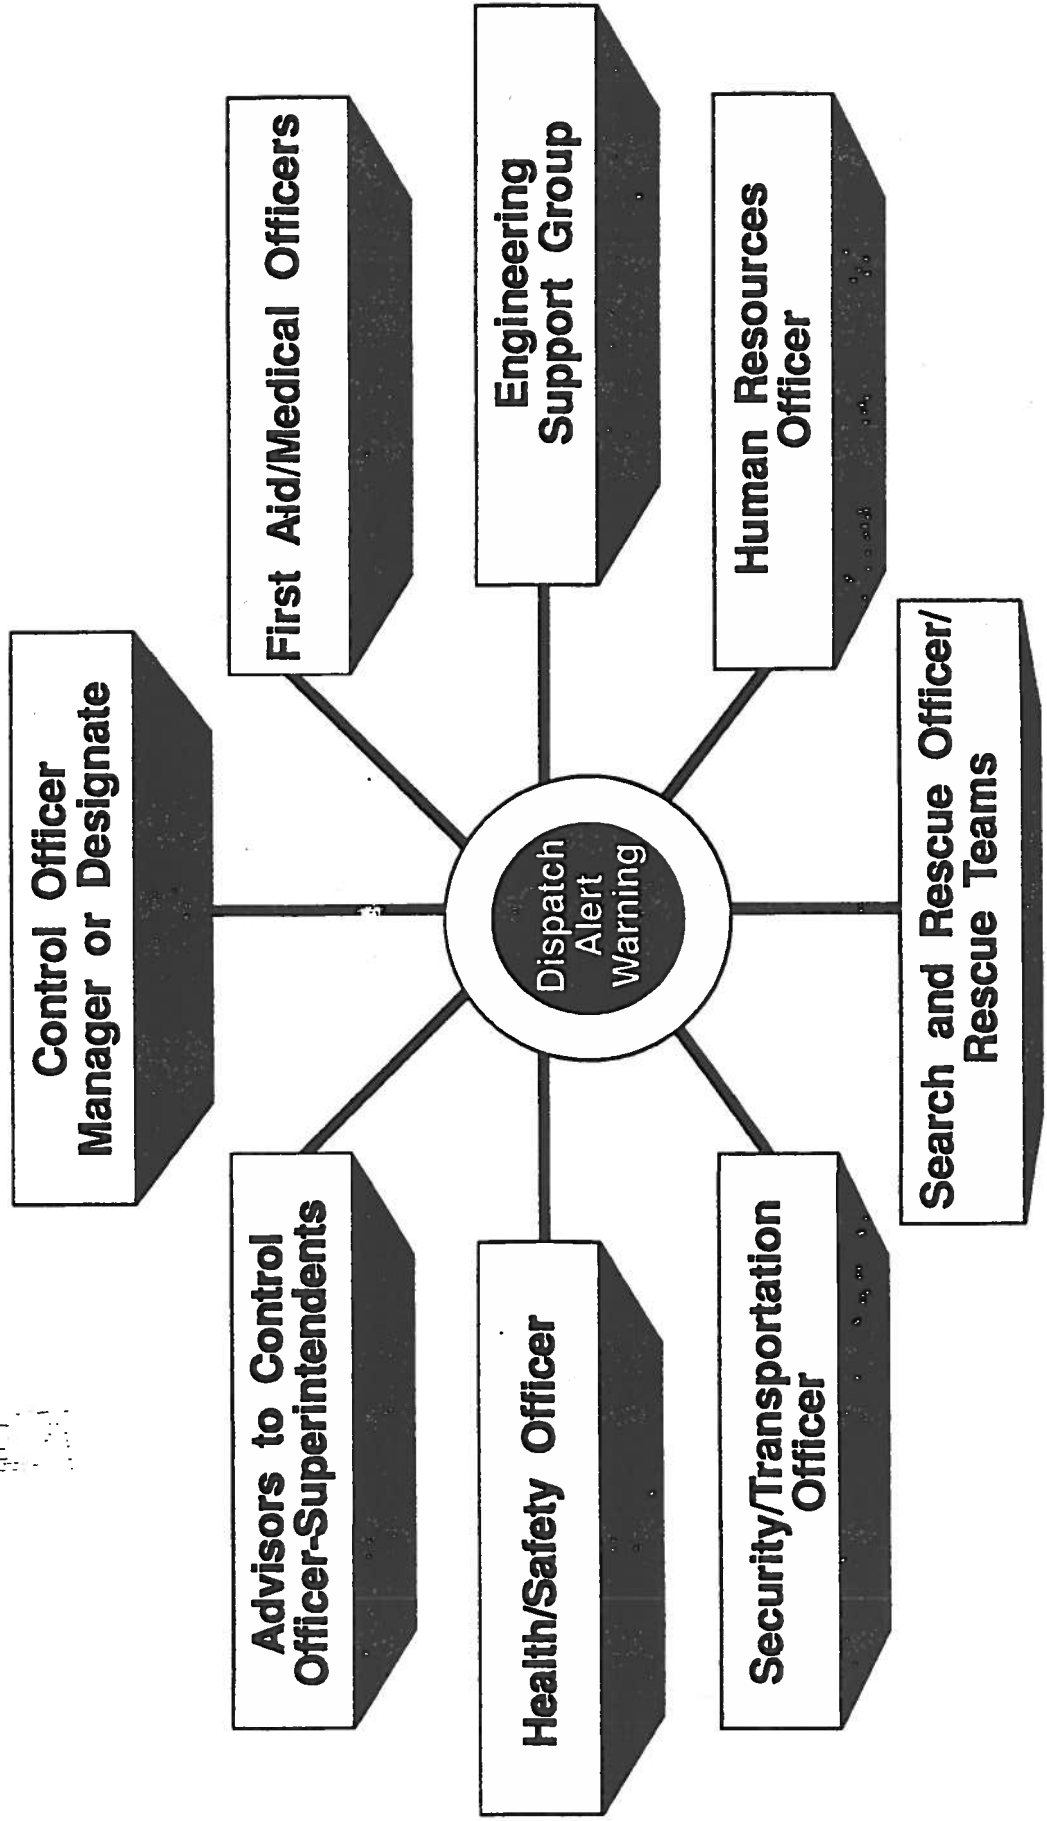 Control Officer
Manager or Designate
Advisors to Control
Officer-Superintendents
First Aid/Medical Officers
Health/Safety Officer
Dispatch
Alert
Warning
Engineering
Support Group
Security/Transportation
Officer
Human Resources
Officer
Search and Rescue Officer/
Rescue Teams